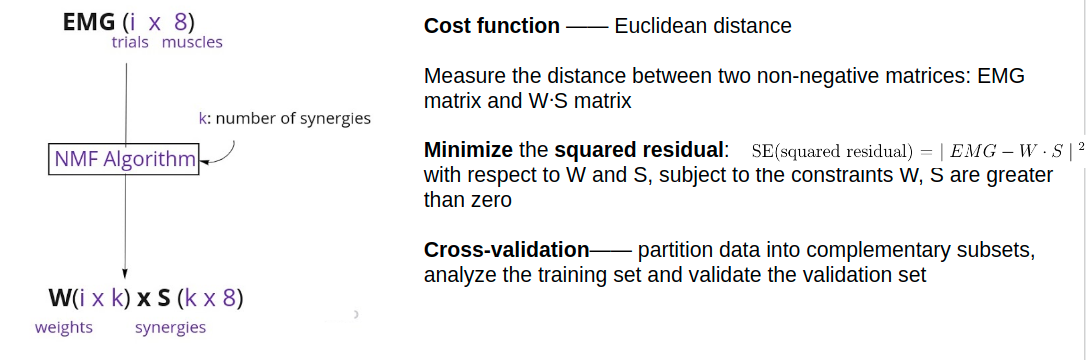 EMG (i x 8)
trials muscles
k: number of synergies
NMF Algorithm
W(i x k) x S (k x 8)
weights synergies
Cost function —— Euclidean distance
Measure the distance between two non-negative matrices: EMG
matrix and W·S matrix
Minimize the squared residual: SE(squared residual) = | EMG − W · S | ²
with respect to W and S, subject to the constraints W, S are greater
than zero
Cross-validation—— partition data into complementary subsets,
analyze the training set and validate the validation set